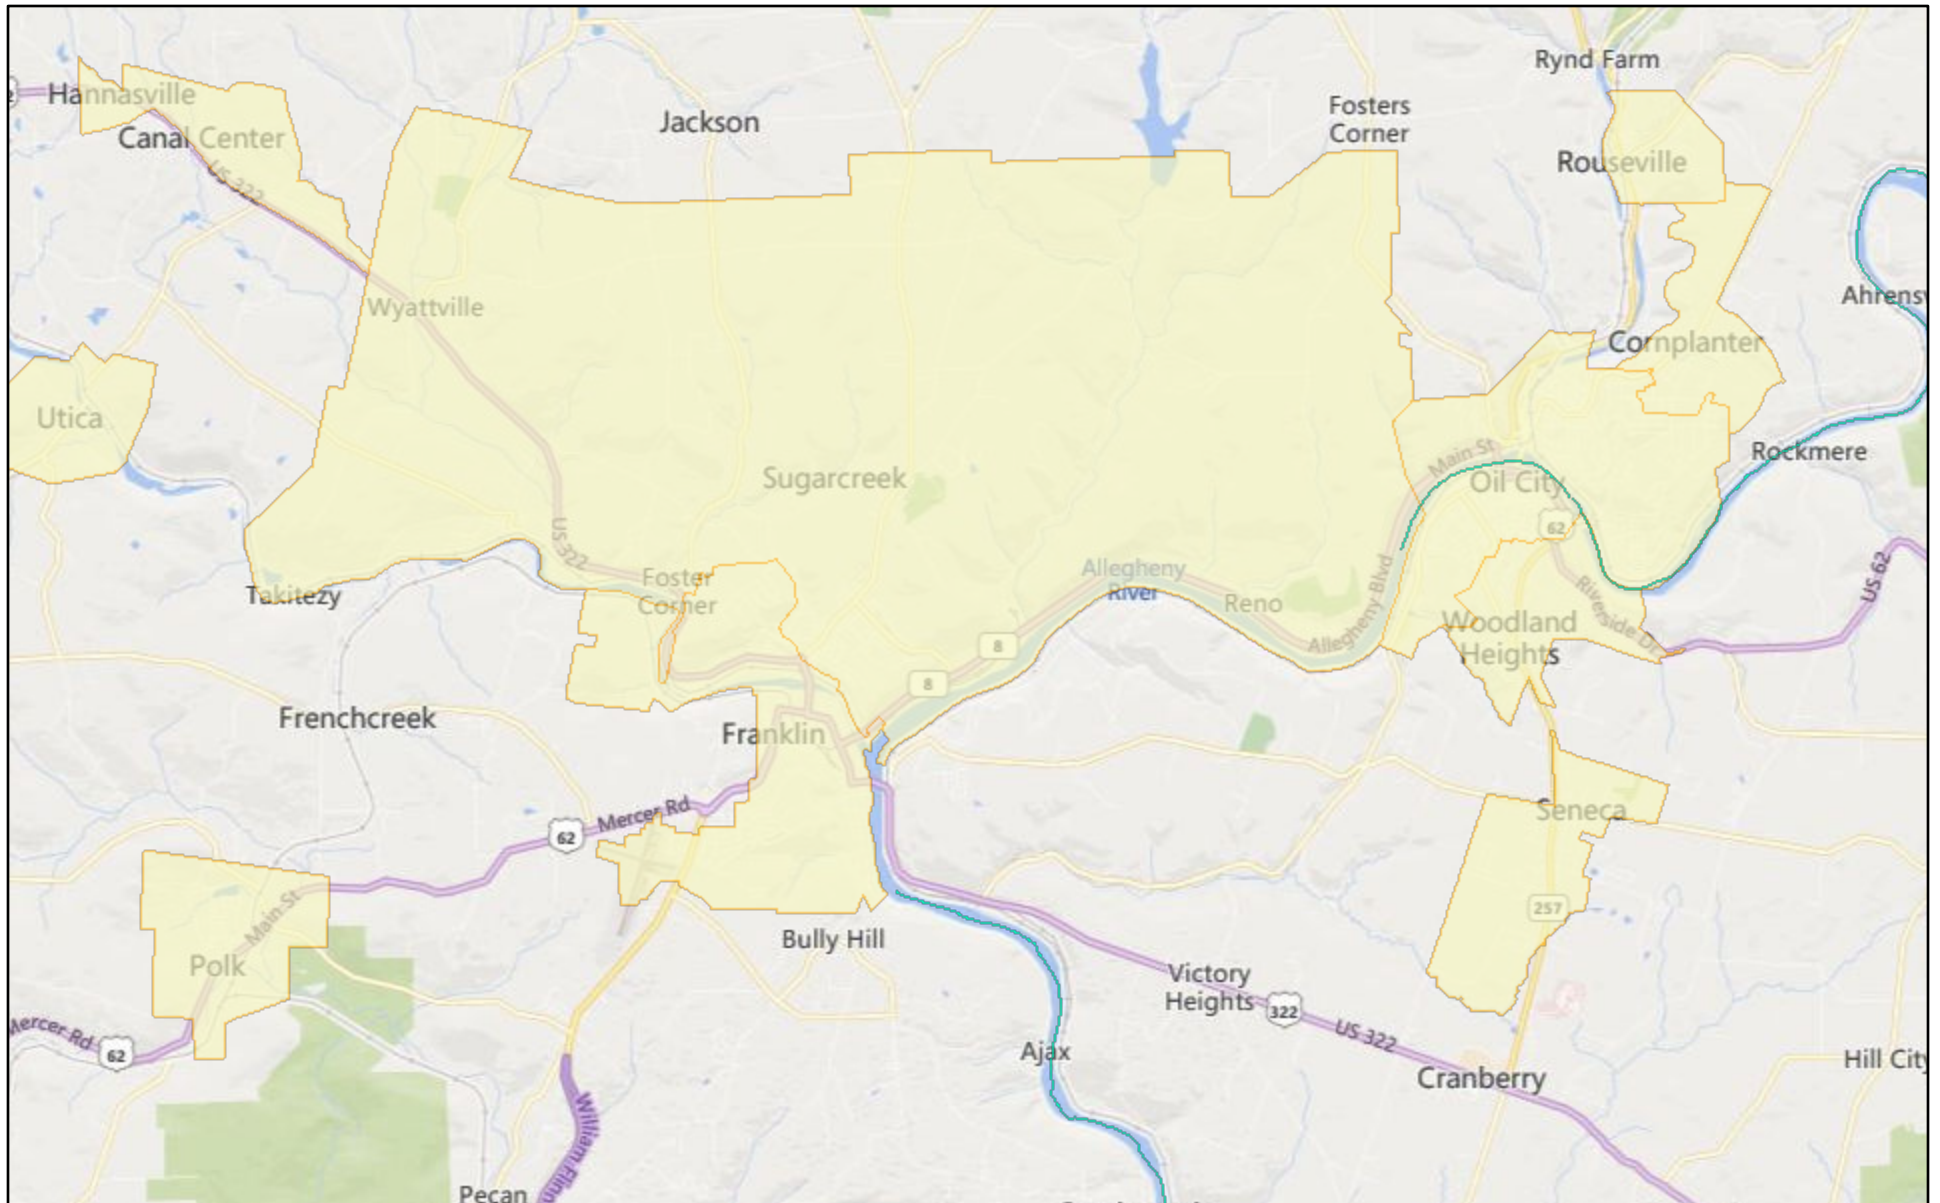 Rynd Farm
Hannasville
Jackson
Fosters
Corner
Canal Center
Rouseville
US 322
Wyattville
Cornplanter
Utica
Main St
Rockmere
Sugarcreek
Oil City
62
US 322
Foster
Corner
Allegheny
River
Reno
Allegheny Blvd
Riverside Dr
US 62
Takitezy
Woodland
Heights
8
8
Frenchcreek
Franklin
Mercer Rd
62
Seneca
Main St
257
Polk
Bully Hill
Victory
Heights
322
US 322
Mercer Rd
62
Ajax
Cranberry
Hill City
Pecan